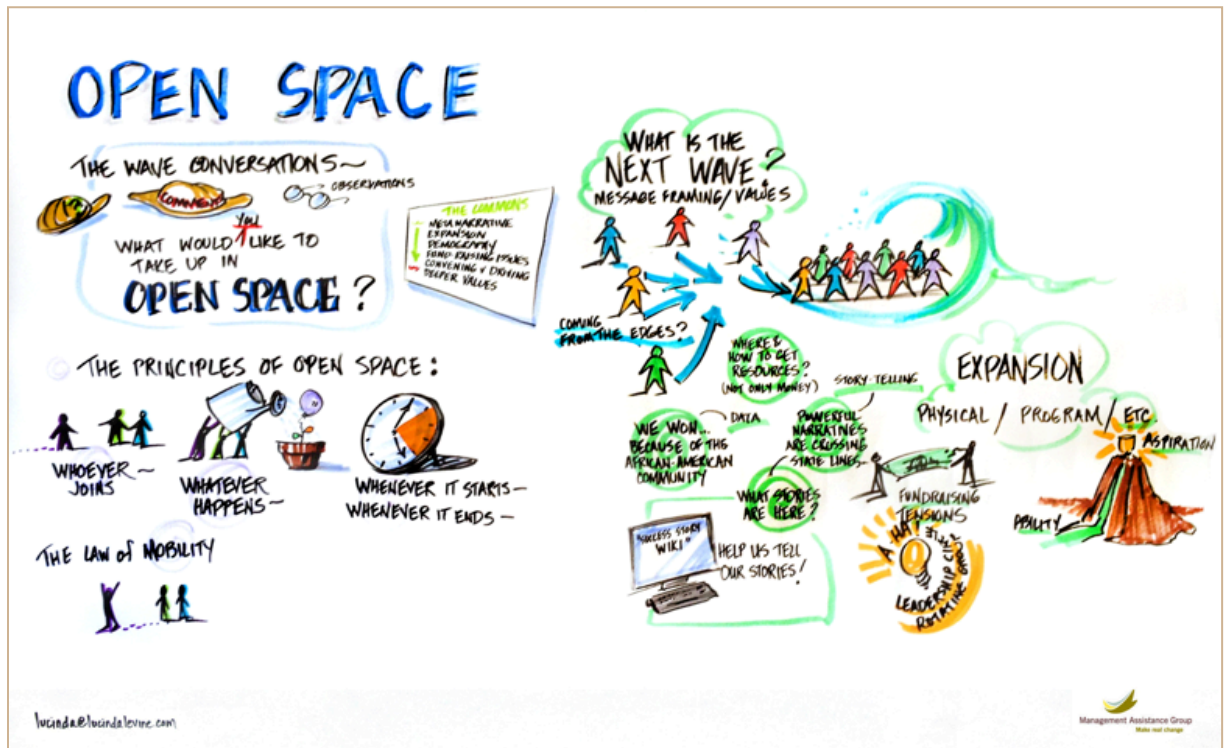 OPEN SPACE
THE WAVE CONVERSATIONS~
?
COMMENTS
OBSERVATIONS
YOU
WHAT WOULD LIKE TO
TAKE UP IN
OPEN SPACE?
THE COMMONS
META NARRATIVE
EXPANSION
DEMOGRAPHY
FUND RAISING ISSUES
CONVENING & DRIVING
DEEPER VALUES
THE PRINCIPLES OF OPEN SPACE:
WHOEVER~
JOINS
WHATEVER
HAPPENS~
WHENEVER IT STARTS~
WHENEVER IT ENDS~
THE LAW of MOBILITY
WHAT IS THE
NEXT WAVE?
MESSAGE FRAMING/VALUES
COMING
FROM THE EDGES?
WHERE &
HOW TO GET
RESOURCES?
(NOT ONLY MONEY)
STORY-TELLING
DATA
WE WON...
BECAUSE OF THE
AFRICAN-AMERICAN
COMMUNITY
POWERFUL
NARRATIVES
ARE CROSSING
STATE LINES...
WHAT STORIES
ARE HERE?
"SUCCESS STORY
WIKI"
HELP US TELL
OUR STORIES!
EXPANSION
PHYSICAL / PROGRAM / ETC.
FUNDRAISING
TENSIONS
ASPIRATION
ABILITY
A HA!
LEADERSHIP
ROTATING
lucinda@lucindalevine.com
Management Assistance Group
Make real change